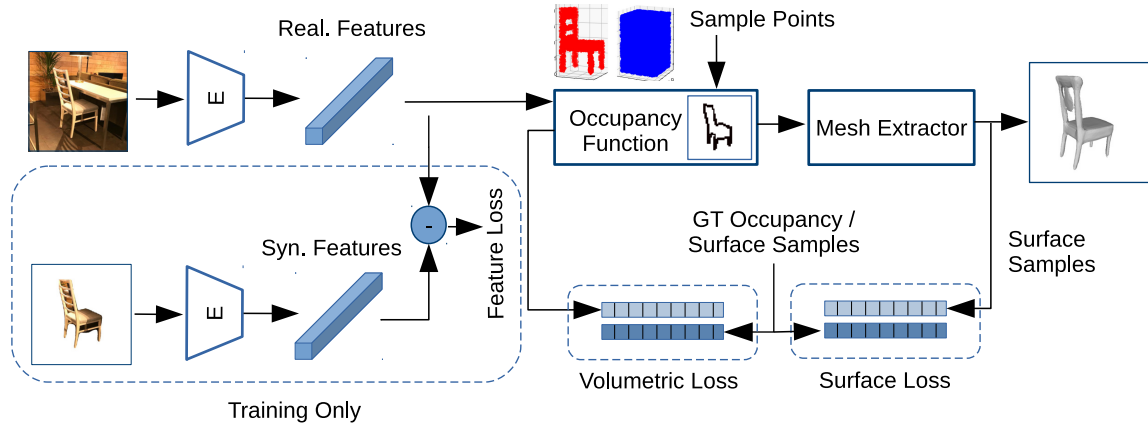 Real. Features
Sample Points
E
Occupancy
Function
Mesh Extractor
GT Occupancy /
Surface Samples
Surface
Samples
Syn. Features
-
Feature Loss
E
Volumetric Loss
Surface Loss
Training Only